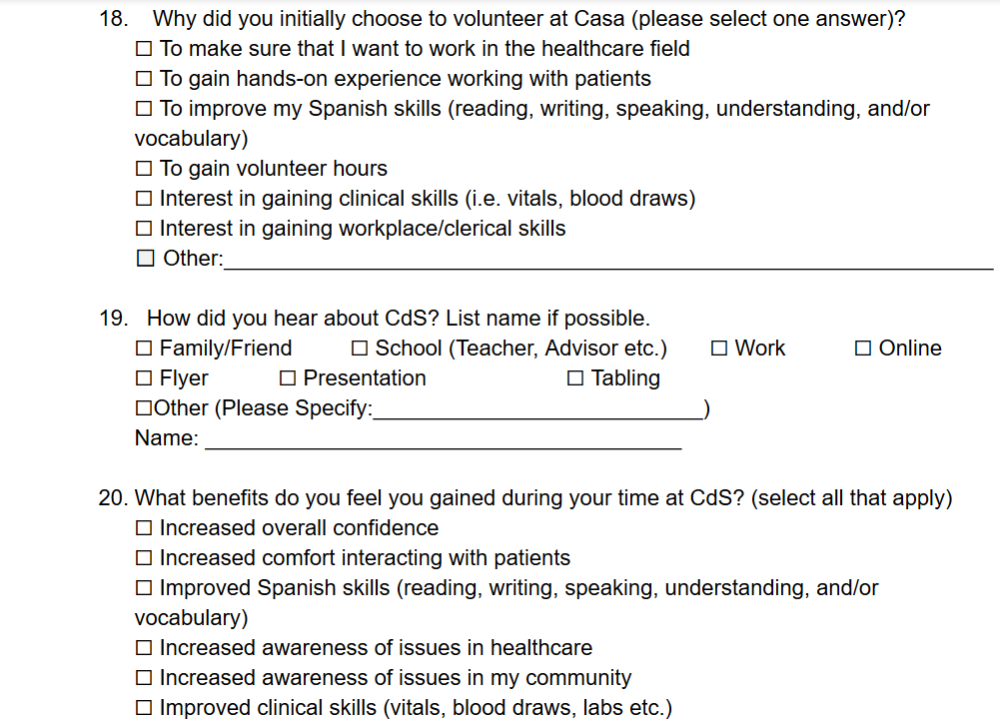 18. Why did you initially choose to volunteer at Casa (please select one answer)?
☐ To make sure that I want to work in the healthcare field
☐ To gain hands-on experience working with patients
☐ To improve my Spanish skills (reading, writing, speaking, understanding, and/or
vocabulary)
☐ To gain volunteer hours
☐ Interest in gaining clinical skills (i.e. vitals, blood draws)
☐ Interest in gaining workplace/clerical skills
☐ Other:______________________________
19. How did you hear about CdS? List name if possible.
☐ Family/Friend ☐ School (Teacher, Advisor etc.) ☐ Work ☐ Online
☐ Flyer ☐ Presentation ☐ Tabling
☐Other (Please Specify:____________________)
Name: ____________________
20. What benefits do you feel you gained during your time at CdS? (select all that apply)
☐ Increased overall confidence
☐ Increased comfort interacting with patients
☐ Improved Spanish skills (reading, writing, speaking, understanding, and/or
vocabulary)
☐ Increased awareness of issues in healthcare
☐ Increased awareness of issues in my community
☐ Improved clinical skills (vitals, blood draws, labs etc.)